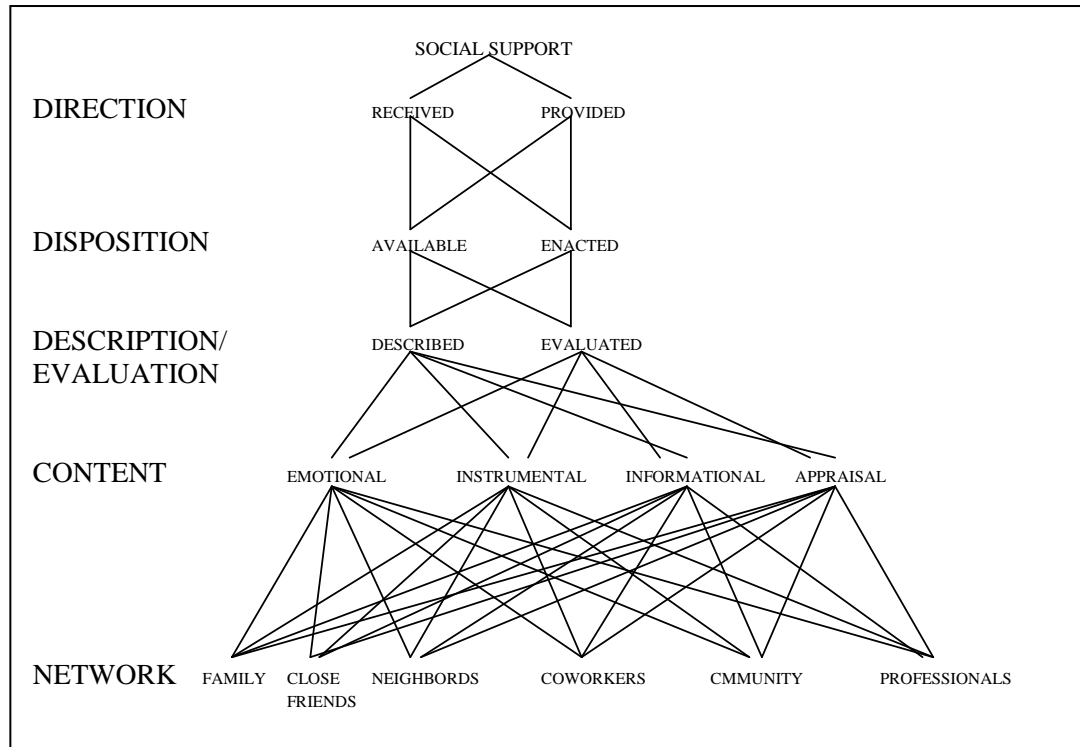 SOCIAL SUPPORT
DIRECTION RECEIVED PROVIDED
DISPOSITION AVAILABLE ENACTED
DESCRIPTION/
EVALUATION
DESCRIBED EVALUATED
CONTENT EMOTIONAL INSTRUMENTAL INFORMATIONAL APPRAISAL
NETWORK FAMILY CLOSE NEIGHBORDS COWORKERS CMMUNITY PROFESSIONALS
FRIENDS